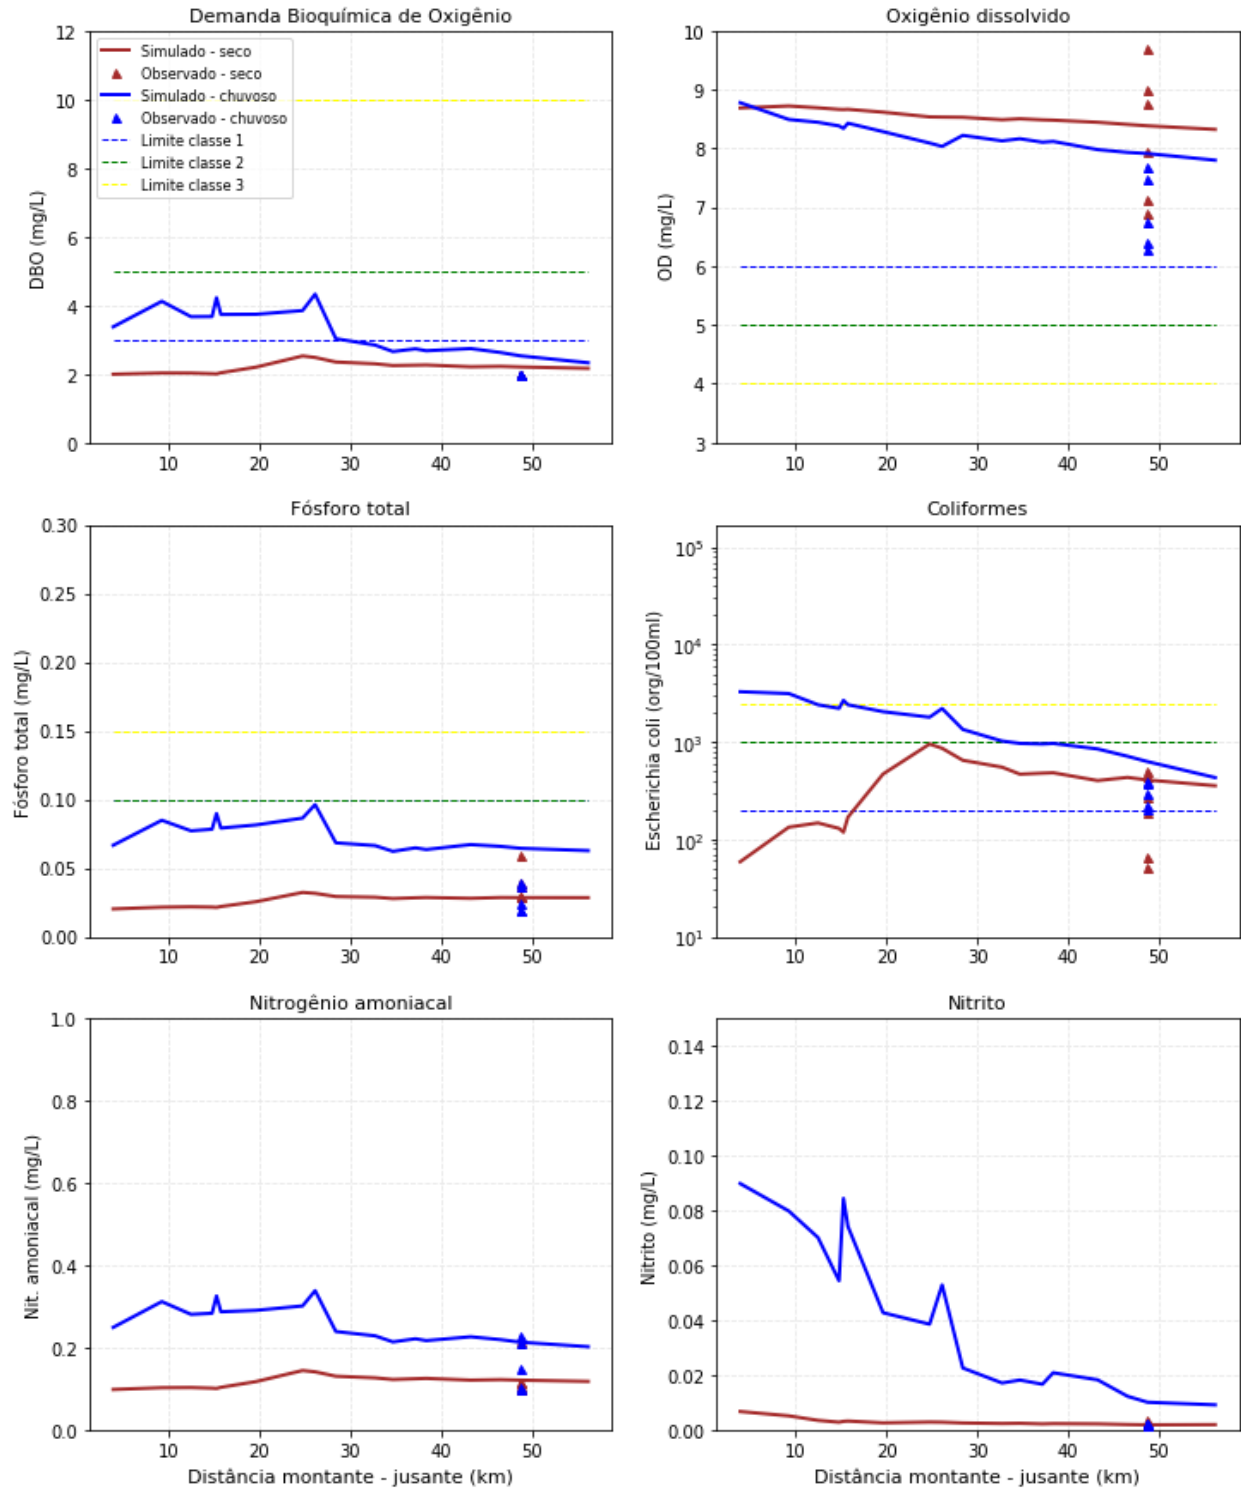 Demanda Bioquímica de Oxigênio
12
10
8
6
4
2
0
DBO (mg/L)
Simulado - seco
Observado - seco
Simulado - chuvoso
Observado - chuvoso
Limite classe 1
Limite classe 2
Limite classe 3
10 20 30 40 50
Oxigênio dissolvido
10
9
8
7
6
5
4
3
OD (mg/L)
10 20 30 40 50
Fósforo total
0.30
0.25
0.20
0.15
0.10
0.05
0.00
Fósforo total (mg/L)
10 20 30 40 50
Coliformes
10⁵
10⁴
10³
10²
10¹
Escherichia coli (org/100ml)
10 20 30 40 50
Nitrogênio amoniacal
1.0
0.8
0.6
0.4
0.2
0.0
Nit. amoniacal (mg/L)
10 20 30 40 50
Distância montante - jusante (km)
Nitrito
0.14
0.12
0.10
0.08
0.06
0.04
0.02
0.00
Nitrito (mg/L)
10 20 30 40 50
Distância montante - jusante (km)